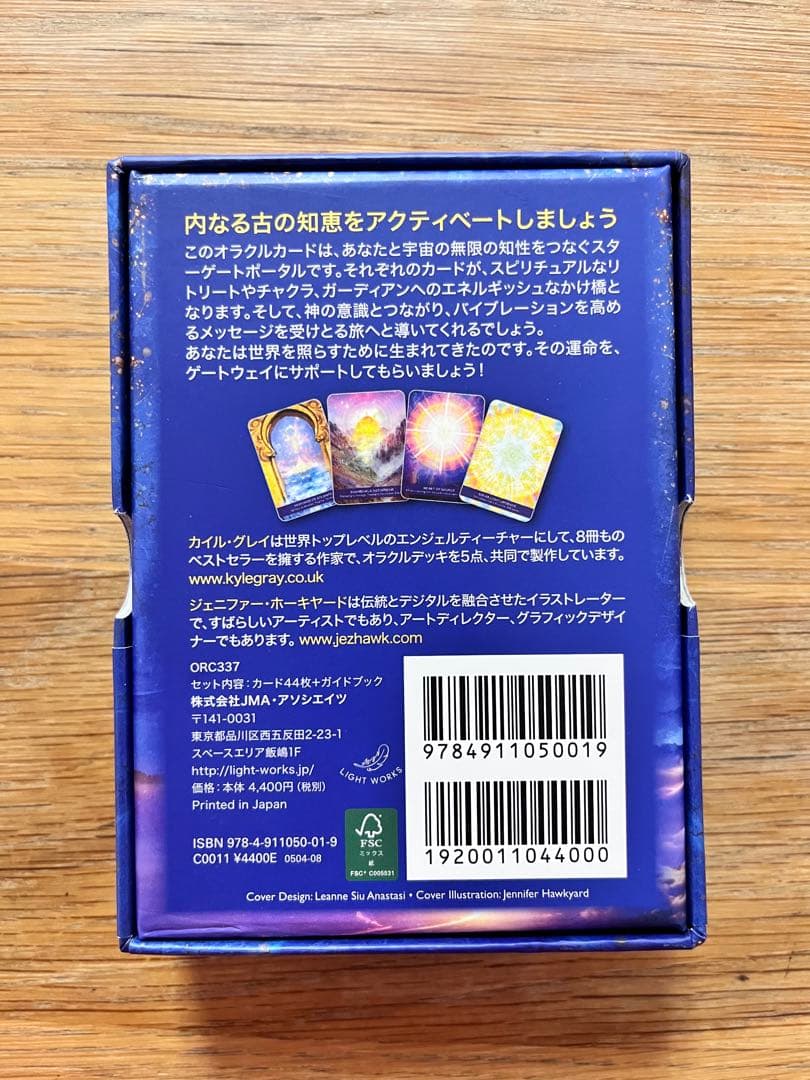 内なる古の知恵をアクティベートしましょう
このオラクルカードは、あなたと宇宙の無限の知性をつなぐスタ
ーゲートポータルです。それぞれのカードが、スピリチュアルなリ
トリートやチャクラ、ガーディアンへのエネルギッシュなかけ橋と
なります。そして、神の意識とつながり、バイブレーションを高め
るメッセージを受けとる旅へと導いてくれるでしょう。
あなたは世界を照らすために生まれてきたのです。その運命を、
ゲートウェイにサポートしてもらいましょう！
HEART OF SOURCE
カイル・グレイは世界トップレベルのエンジェルティーチャーにして、8冊もの
ベストセラーを擁する作家で、オラクルデッキを5点、共同で製作しています。
www.kylegray.co.uk
ジェニファー・ホーキヤードは伝統とデジタルを融合させたイラストレーター
で、すばらしいアーティストでもあり、アートディレクター、グラフィックデザイ
ナーでもあります。www.jezhawk.com
ORC337
セット内容：カード44枚+ガイドブック
株式会社JMA・アソシエイツ
〒141-0031
東京都品川区西五反田2-23-1
スペースエリア飯嶋1F
http://light-works.jp/
価格：本体 4,400円（税別）
Printed in Japan
LIGHT WORKS
ISBN 978-4-911050-01-9
C0011 ¥4400E 0504-08
FSC
ミックス
紙
FSC® C005031
9784911050019
1920011044000
Cover Design: Leanne Siu Anastasi • Cover Illustration: Jennifer Hawkyard